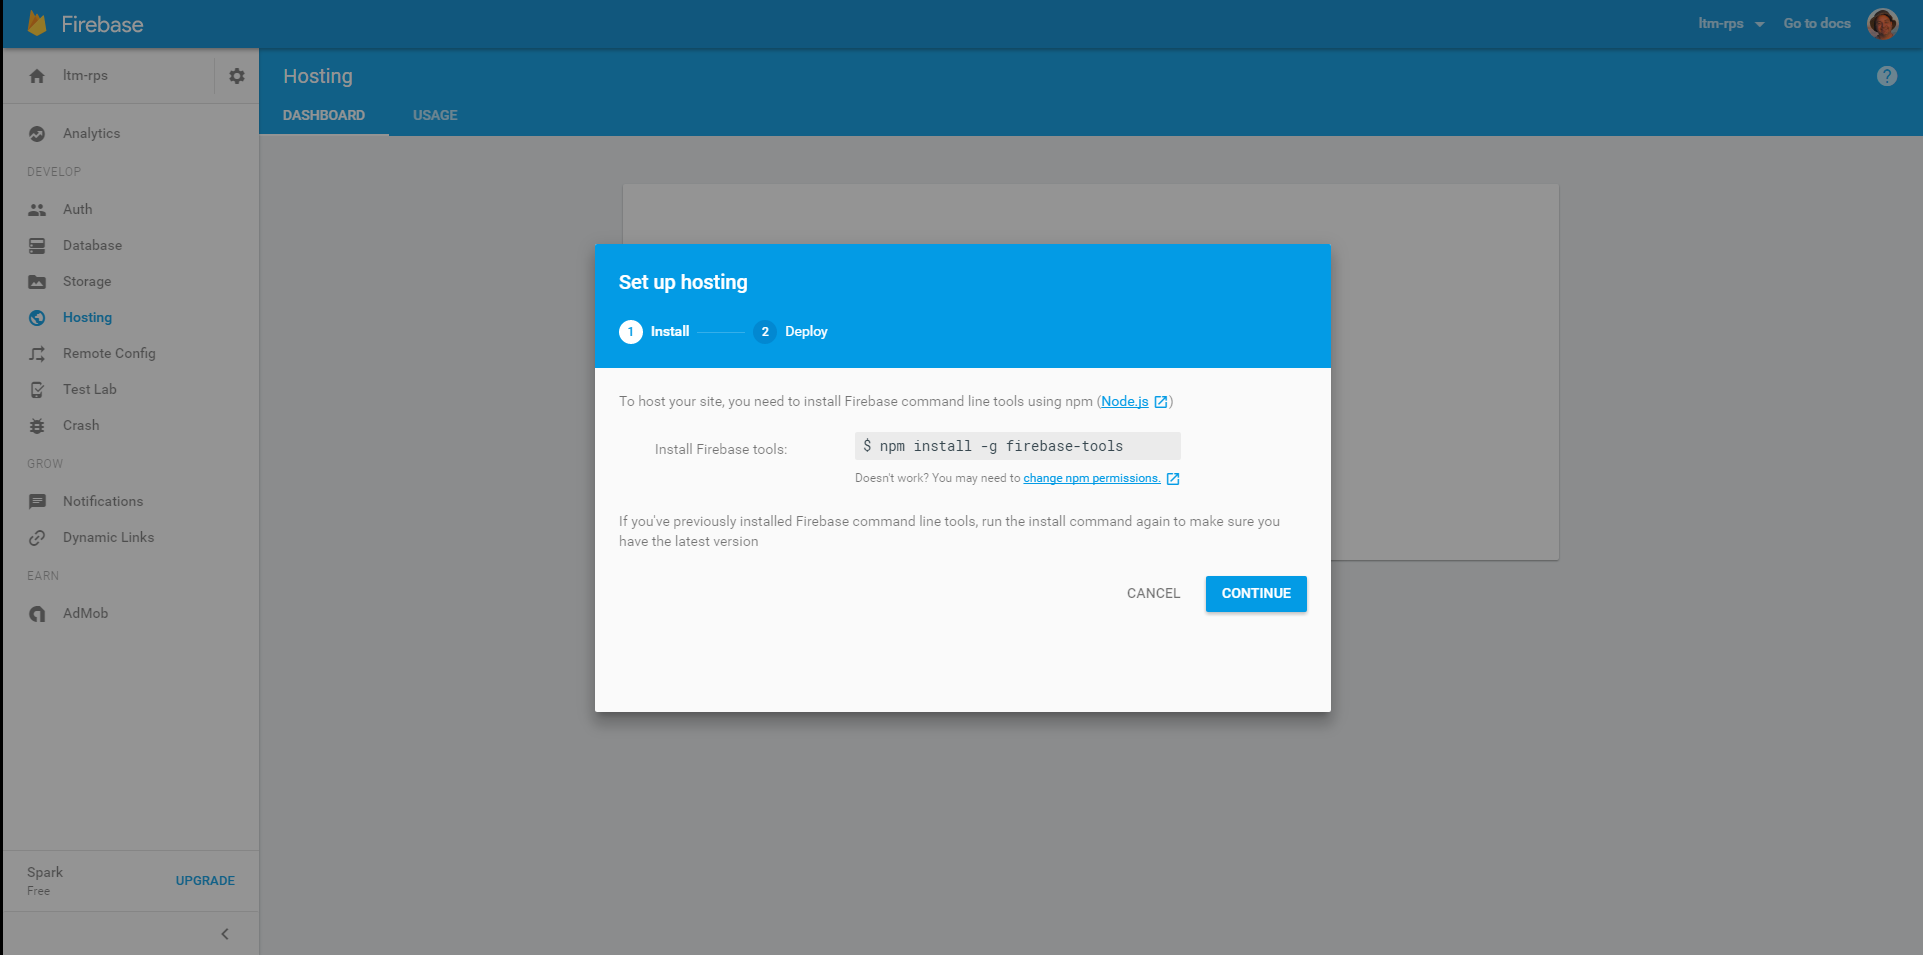 Firebase
ltm-rps
Go to docs
ltm-rps
Hosting
DASHBOARD
USAGE
Analytics
DEVELOP
Auth
Database
Storage
Hosting
Remote Config
Test Lab
Crash
GROW
Notifications
Dynamic Links
EARN
AdMob
Spark
Free
UPGRADE
Set up hosting
1 Install
2 Deploy
To host your site, you need to install Firebase command line tools using npm (Node.js )
Install Firebase tools:
$ npm install -g firebase-tools
Doesn't work? You may need to change npm permissions.
If you've previously installed Firebase command line tools, run the install command again to make sure you
have the latest version
CANCEL
CONTINUE